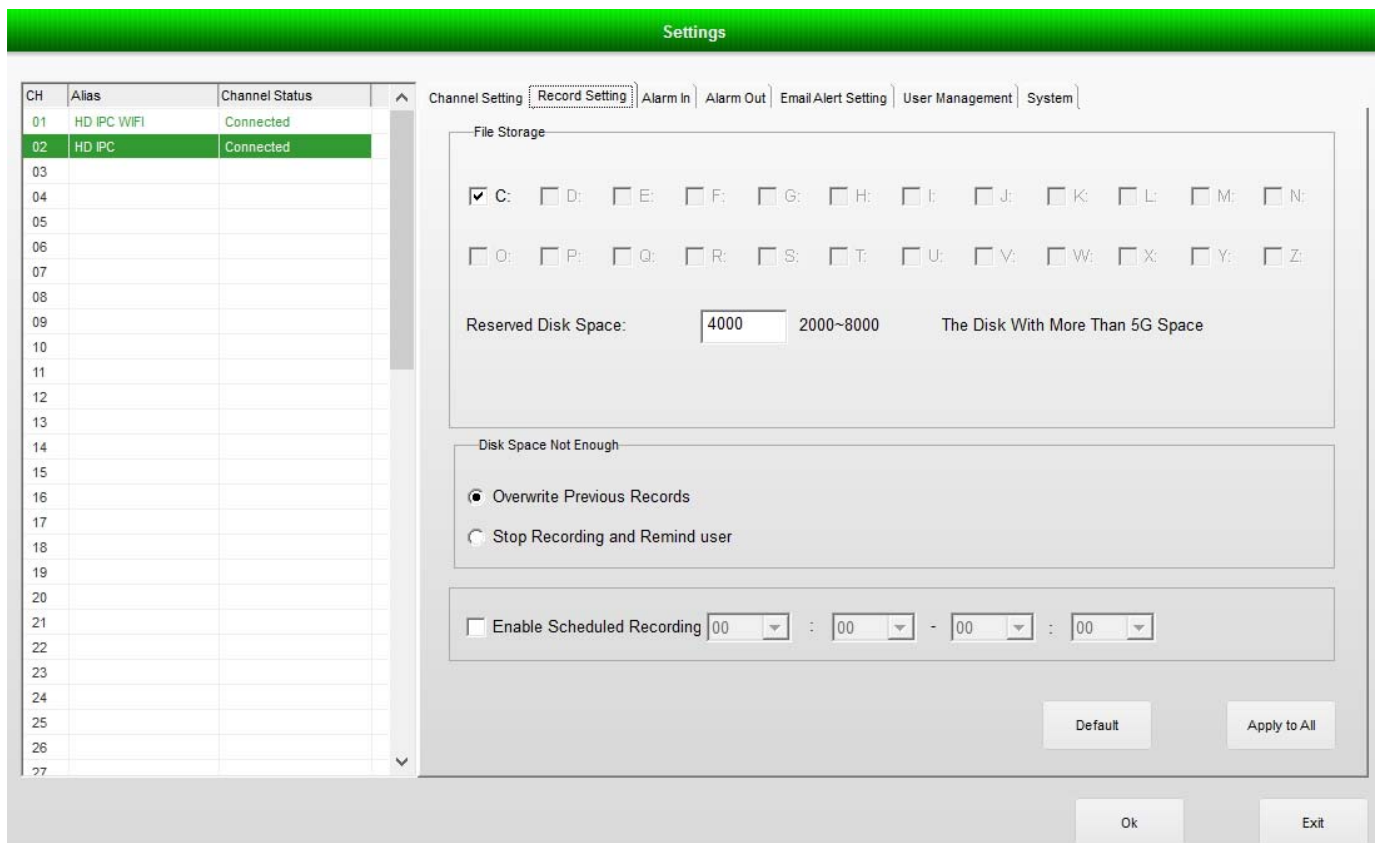 Settings
CH Alias Channel Status
01 HD IPC WIFI Connected
02 HD IPC Connected
03
04
05
06
07
08
09
10
11
12
13
14
15
16
17
18
19
20
21
22
23
24
25
26
27
Channel Setting Record Setting Alarm In Alarm Out Email Alert Setting User Management System
File Storage
C: D: E: F: G: H: I: J: K: L: M: N:
O: P: Q: R: S: T: U: V: W: X: Y: Z:
Reserved Disk Space: 4000 2000~8000 The Disk With More Than 5G Space
Disk Space Not Enough
Overwrite Previous Records
Stop Recording and Remind user
Enable Scheduled Recording 00 : 00 - 00 : 00
Default Apply to All
Ok Exit